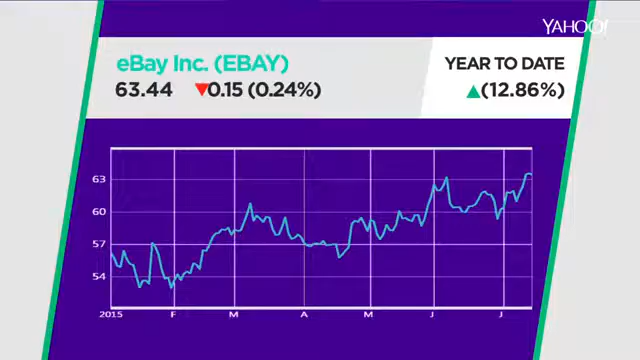 YAHOO!
eBay Inc. (EBAY)
63.44 ▼0.15 (0.24%)
YEAR TO DATE
▲(12.86%)
63
60
57
54
2015 F M A M J J